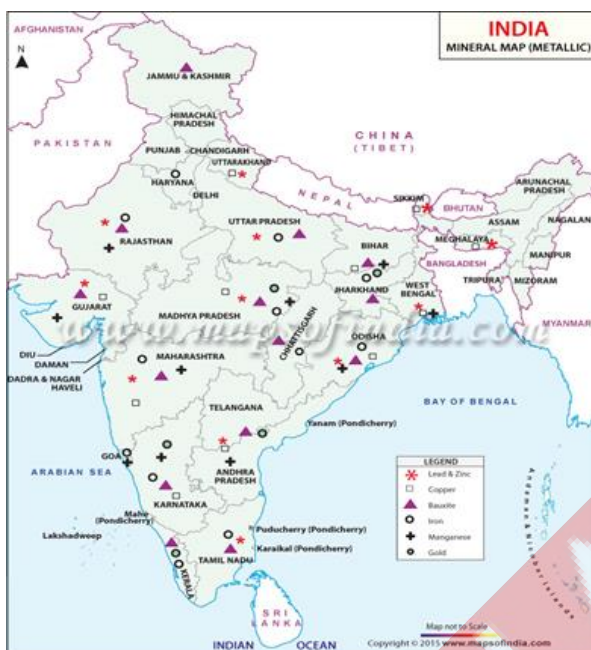 INDIA
MINERAL MAP (METALLIC)
AFGHANISTAN
N
JAMMU & KASHMIR
HIMACHAL
PRADESH
PAKISTAN
PUNJAB
CHANDIGARH
UTTARAKHAND
HARYANA
DELHI
CHINA
(TIBET)
NEPAL
SIKKIM
BHUTAN
ARUNACHAL
PRADESH
ASSAM
NAGALAND
MEGHALAYA
MANIPUR
BANGLADESH
TRIPURA
MIZORAM
MYANMAR
RAJASTHAN
UTTAR PRADESH
BIHAR
JHARKHAND
WEST
BENGAL
GUJARAT
MADHYA PRADESH
CHHATTISGARH
www.mapsofindia.com
DIU
DAMAN
DADRA & NAGAR
HAVELI
MAHARASHTRA
ODISHA
TELANGANA
Yanam (Pondicherry)
BAY OF BENGAL
ARABIAN SEA
GOA
ANDHRA
PRADESH
KARNATAKA
Mahe
(Pondicherry)
Lakshadweep
Puducherry (Pondicherry)
Karaikal (Pondicherry)
TAMIL NADU
KERALA
SRI
LANKA
Andaman & Nicobar Islands
LEGEND
Lead & Zinc
Copper
Bauxite
Iron
Manganese
Gold
INDIAN OCEAN
Map not to Scale
Copyright © 2015 www.mapsofindia.com